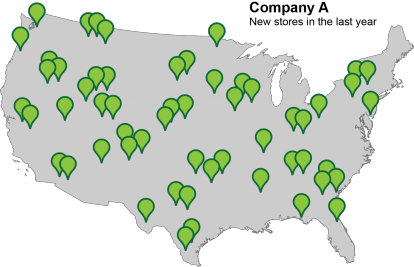 Company A
New stores in the last year